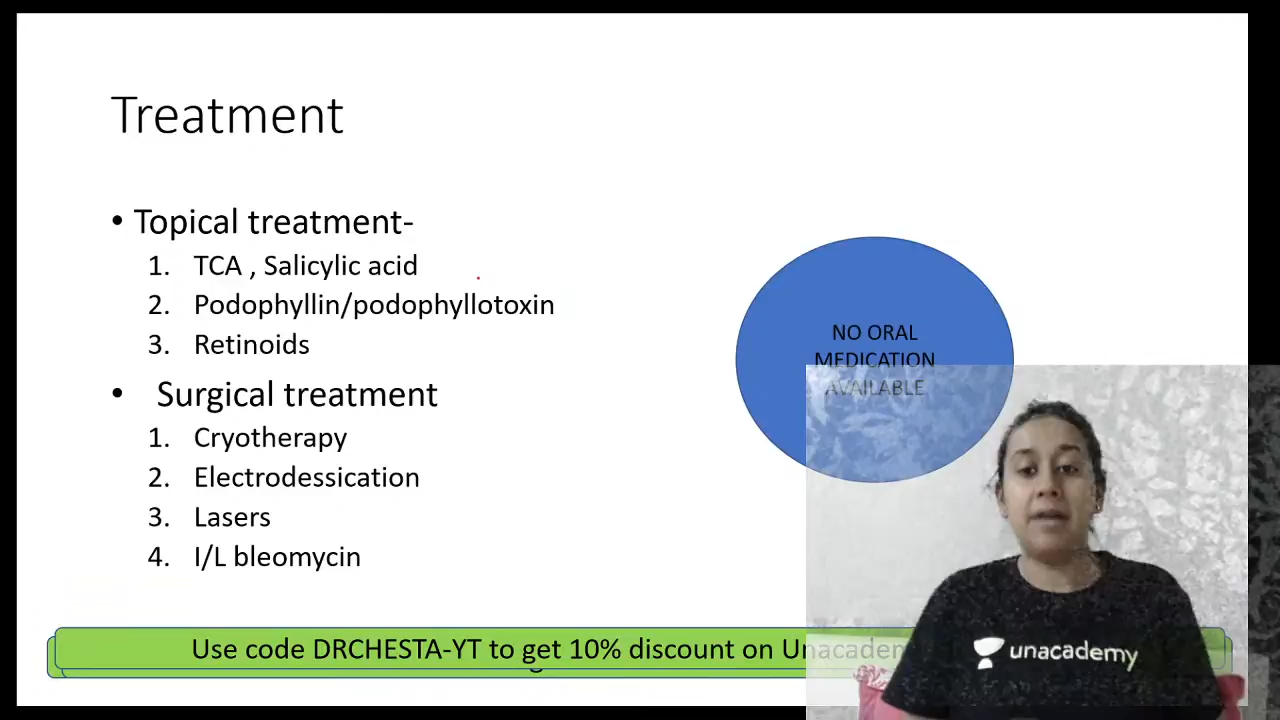 Treatment
• Topical treatment-
1. TCA , Salicylic acid
2. Podophyllin/podophyllotoxin
3. Retinoids
• Surgical treatment
1. Cryotherapy
2. Electrodessication
3. Lasers
4. I/L bleomycin
NO ORAL
MEDICATION
AVAILABLE
Use code DRCHESTA-YT to get 10% discount on Unacadem
unacademy